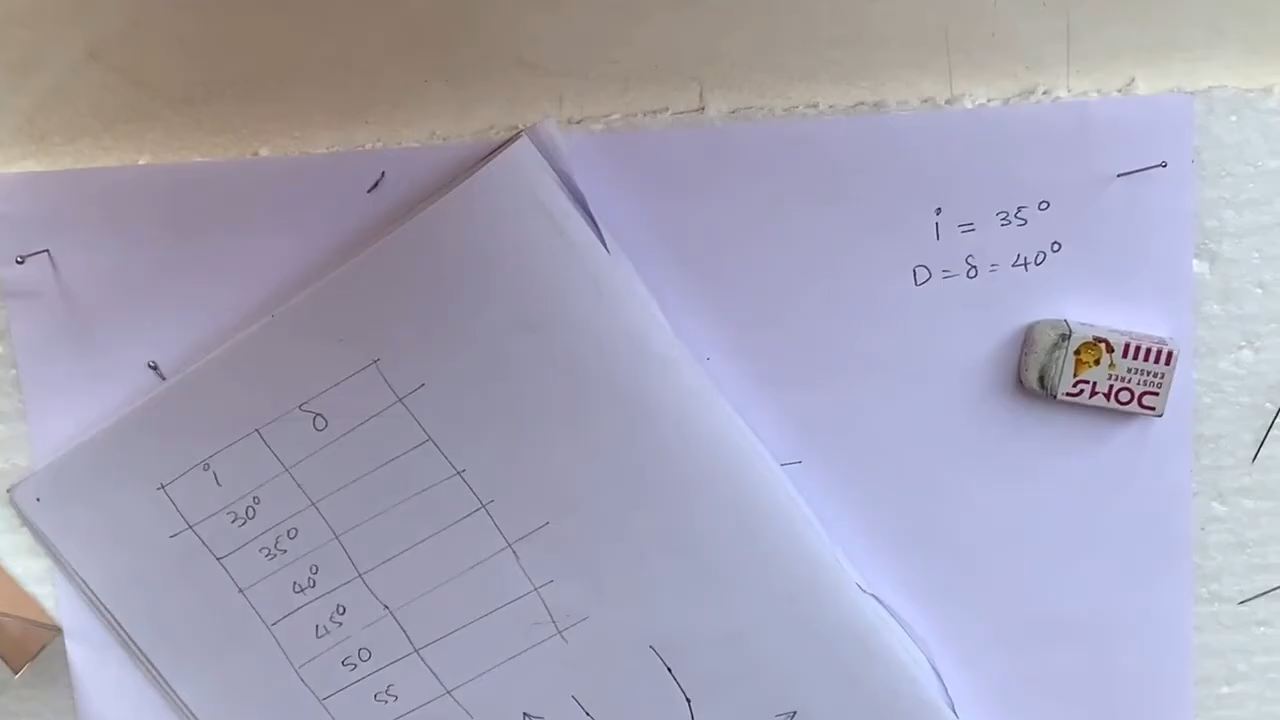 i = 35°
D = δ = 40°
DOMS
DUST FREE
ERASER
i δ
30°
35°
40°
45°
50
55